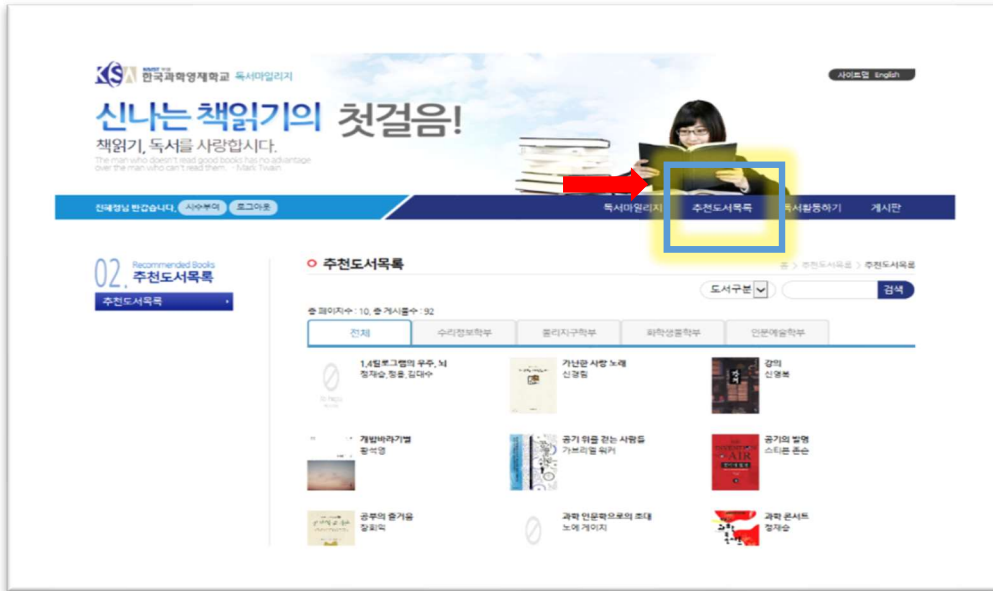 KSA 한국과학영재학교 독서마일리지
사이트맵 English
신나는 책읽기의 첫걸음!
책읽기, 독서를 사랑합시다.
The man who doesn't read good books has no advantage
over the man who can't read them. - Mark Twain
반갑습니다. 로그아웃
독서마일리지 추천도서목록 독서활동하기 게시판
02. Recommended Books
추천도서목록
추천도서목록
추천도서목록
홈 > 추천도서목록 > 추천도서목록
도서구분 검색
총 페이지수 : 10, 총 게시물수 : 92
전체 수리정보학부 물리지구학부 화학생물학부 인문예술학부
1.4킬로그램의 우주, 뇌
정재승,정용,김대수
가난한 사랑 노래
신경림
강의
신영복
개밥바라기별
황석영
공기 위를 걷는 사람들
가브리엘 워커
공기의 발명
스티븐 존슨
AIR
공부의 즐거움
장회익
과학 인문학으로의 초대
노에 게이치
과학 콘서트
정재승